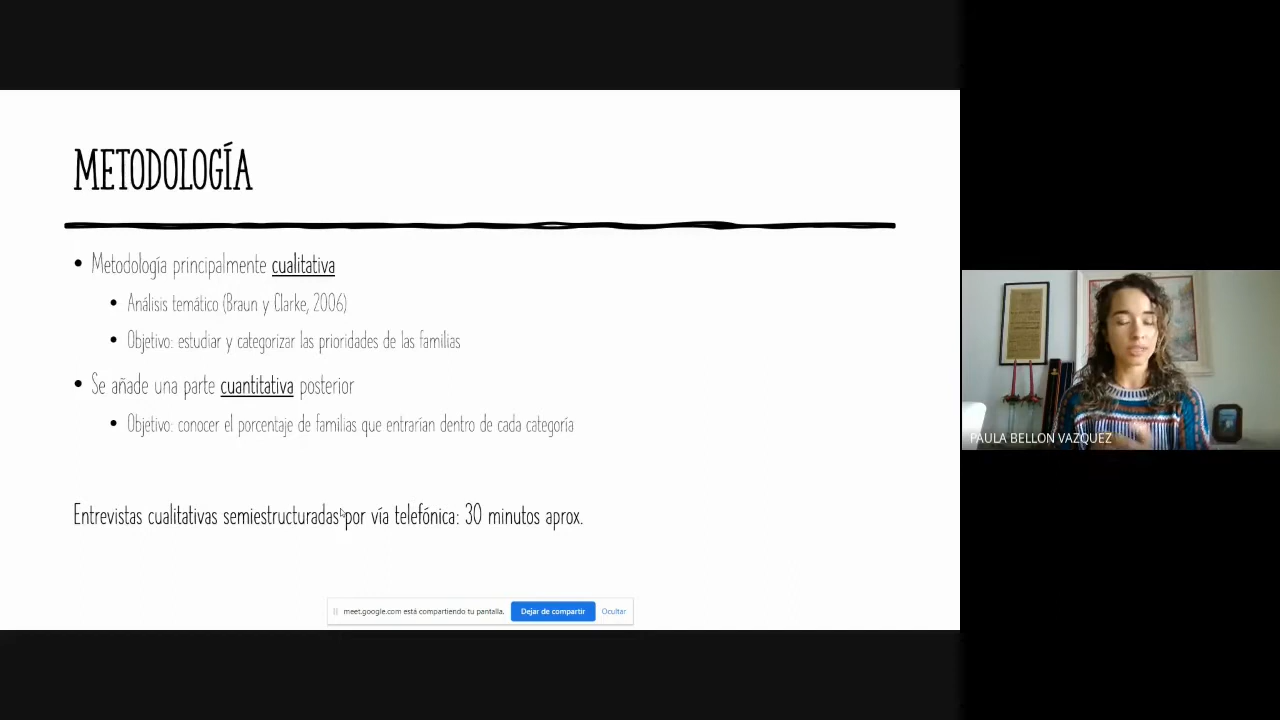 METODOLOGÍA
• Metodología principalmente cualitativa
• Análisis temático (Braun y Clarke, 2006)
• Objetivo: estudiar y categorizar las prioridades de las familias
• Se añade una parte cuantitativa posterior
• Objetivo: conocer el porcentaje de familias que entrarían dentro de cada categoría
Entrevistas cualitativas semiestructuradas por vía telefónica: 30 minutos aprox.
meet.google.com está compartiendo tu pantalla. Dejar de compartir Ocultar
PAULA BELLON VAZQUEZ